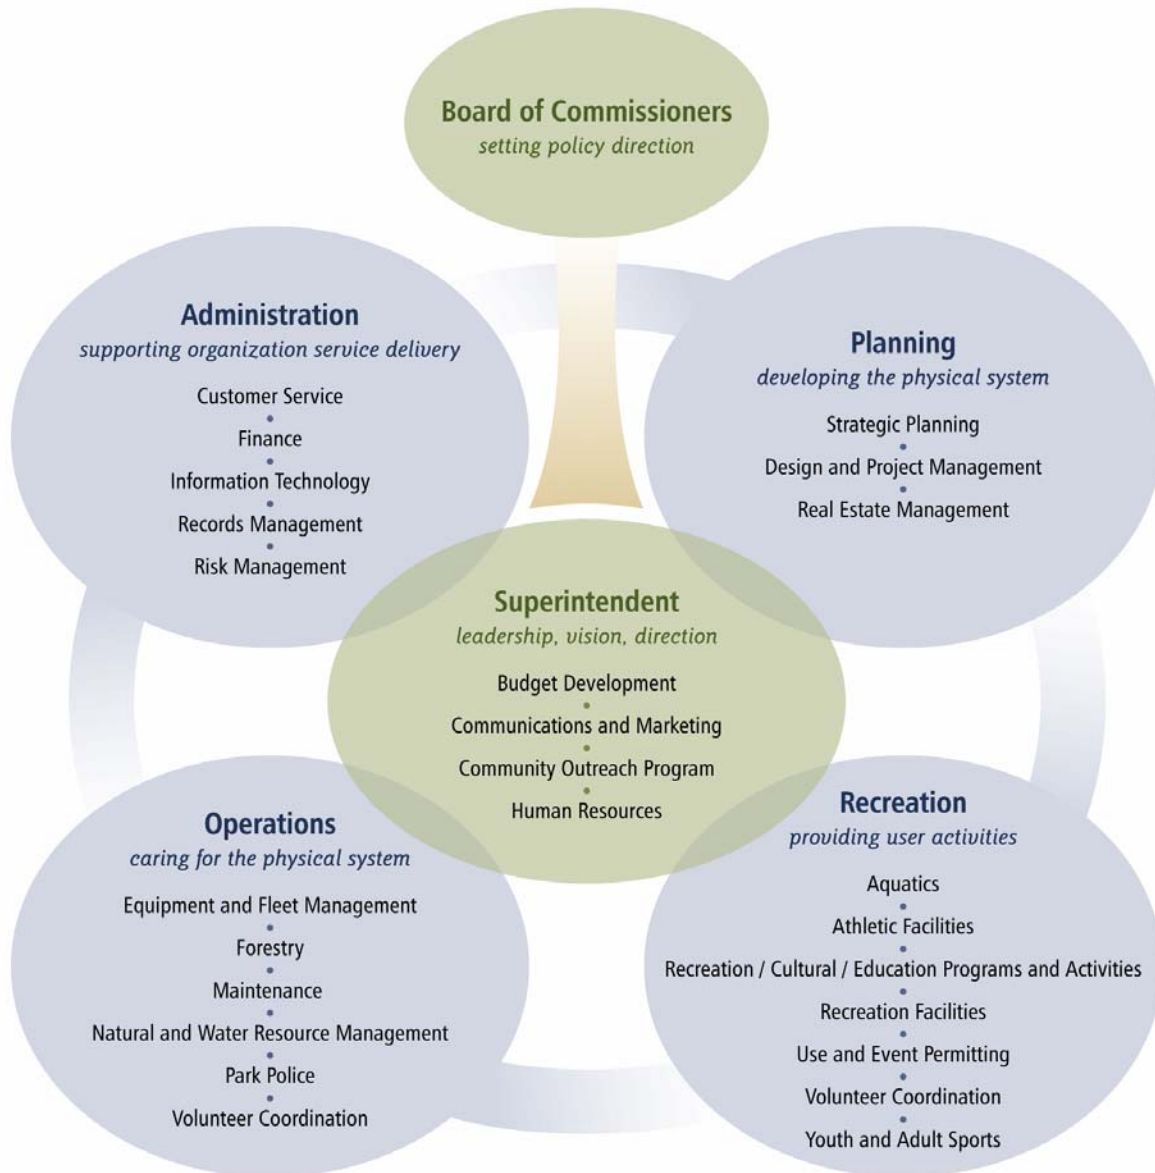 Board of Commissioners
setting policy direction
Administration
supporting organization service delivery
Customer Service
Finance
Information Technology
Records Management
Risk Management
Planning
developing the physical system
Strategic Planning
Design and Project Management
Real Estate Management
Superintendent
leadership, vision, direction
Budget Development
Communications and Marketing
Community Outreach Program
Human Resources
Operations
caring for the physical system
Equipment and Fleet Management
Forestry
Maintenance
Natural and Water Resource Management
Park Police
Volunteer Coordination
Recreation
providing user activities
Aquatics
Athletic Facilities
Recreation / Cultural / Education Programs and Activities
Recreation Facilities
Use and Event Permitting
Volunteer Coordination
Youth and Adult Sports